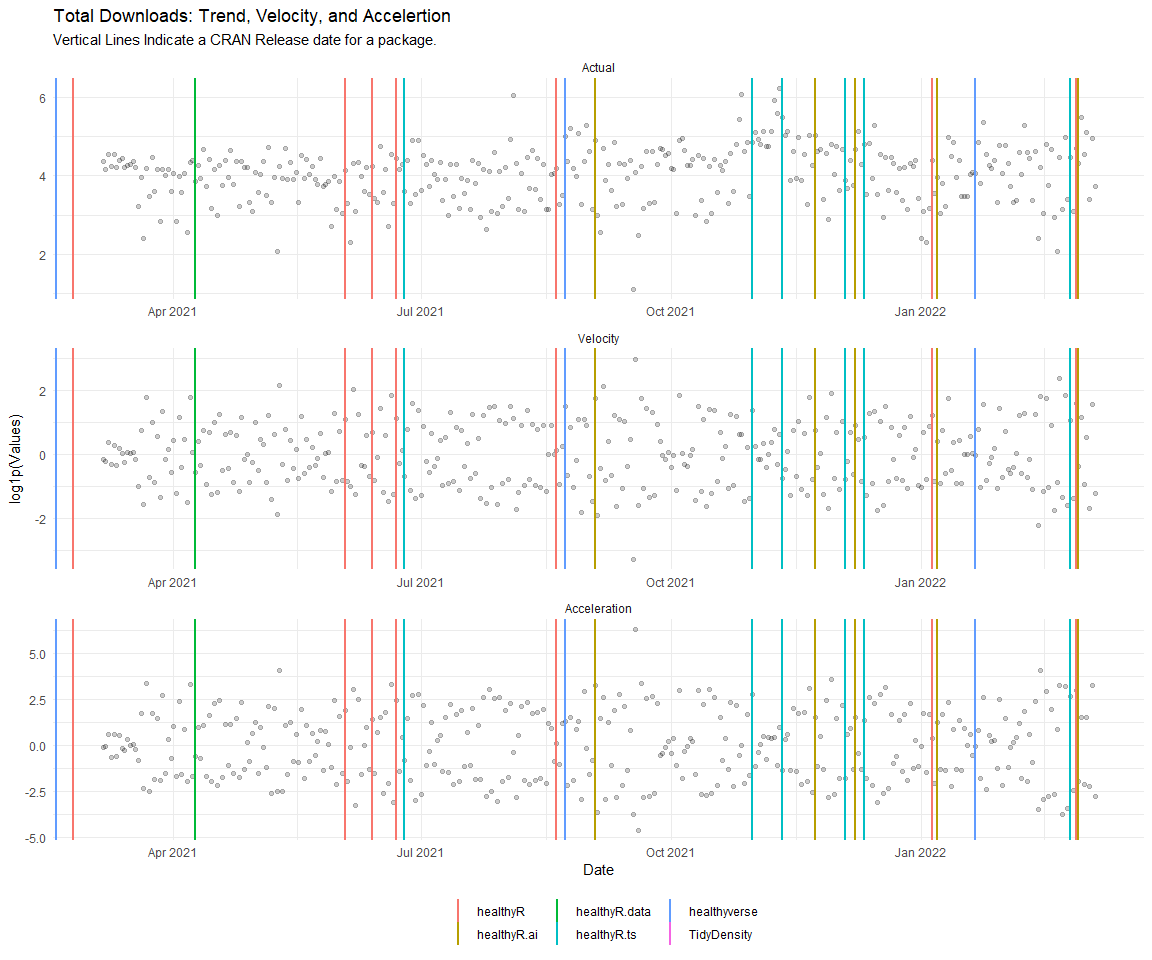 Total Downloads: Trend, Velocity, and Accelertion
Vertical Lines Indicate a CRAN Release date for a package.
Actual
6
4
2
Apr 2021 Jul 2021 Oct 2021 Jan 2022
Velocity
2
0
-2
Apr 2021 Jul 2021 Oct 2021 Jan 2022
log1p(Values)
Acceleration
5.0
2.5
0.0
-2.5
-5.0
Apr 2021 Jul 2021 Oct 2021 Jan 2022
Date
healthyR healthyR.data healthyverse
healthyR.ai healthyR.ts TidyDensity